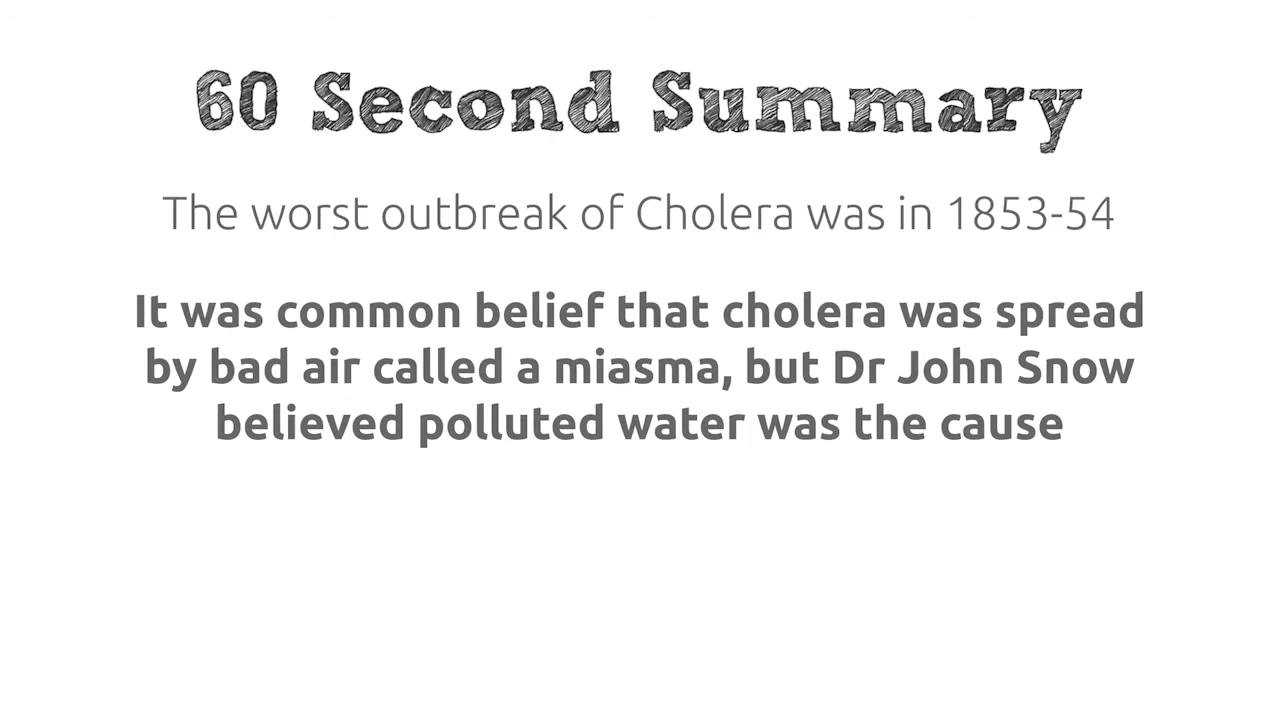 60 Second Summary
The worst outbreak of Cholera was in 1853-54
It was common belief that cholera was spread
by bad air called a miasma, but Dr John Snow
believed polluted water was the cause